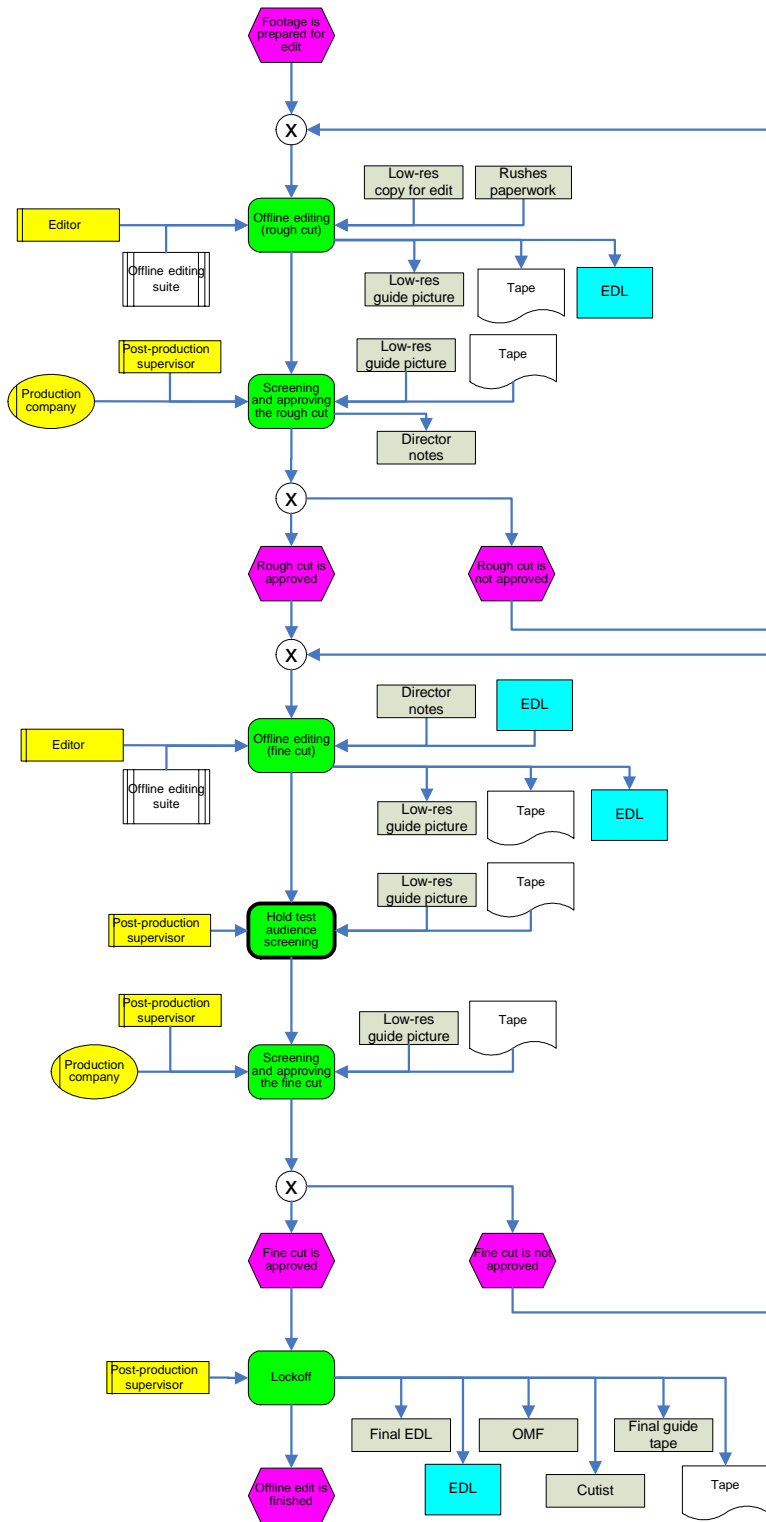 Footage is
prepared for
edit
X
Low-res
copy for edit
Rushes
paperwork
Editor
Offline editing
(rough cut)
Offline editing
suite
Low-res
guide picture
Tape
EDL
Post-production
supervisor
Low-res
guide picture
Tape
Production
company
Screening
and approving
the rough cut
Director
notes
X
Rough cut is
approved
Rough cut is
not approved
X
Director
notes
EDL
Editor
Offline editing
(fine cut)
Offline editing
suite
Low-res
guide picture
Tape
EDL
Low-res
guide picture
Tape
Post-production
supervisor
Hold test
audience
screening
Post-production
supervisor
Low-res
guide picture
Tape
Production
company
Screening
and approving
the fine cut
X
Fine cut is
approved
Fine cut is not
approved
Post-production
supervisor
Lockoff
Final EDL
OMF
Final guide
tape
Offline edit is
finished
EDL
Cutist
Tape